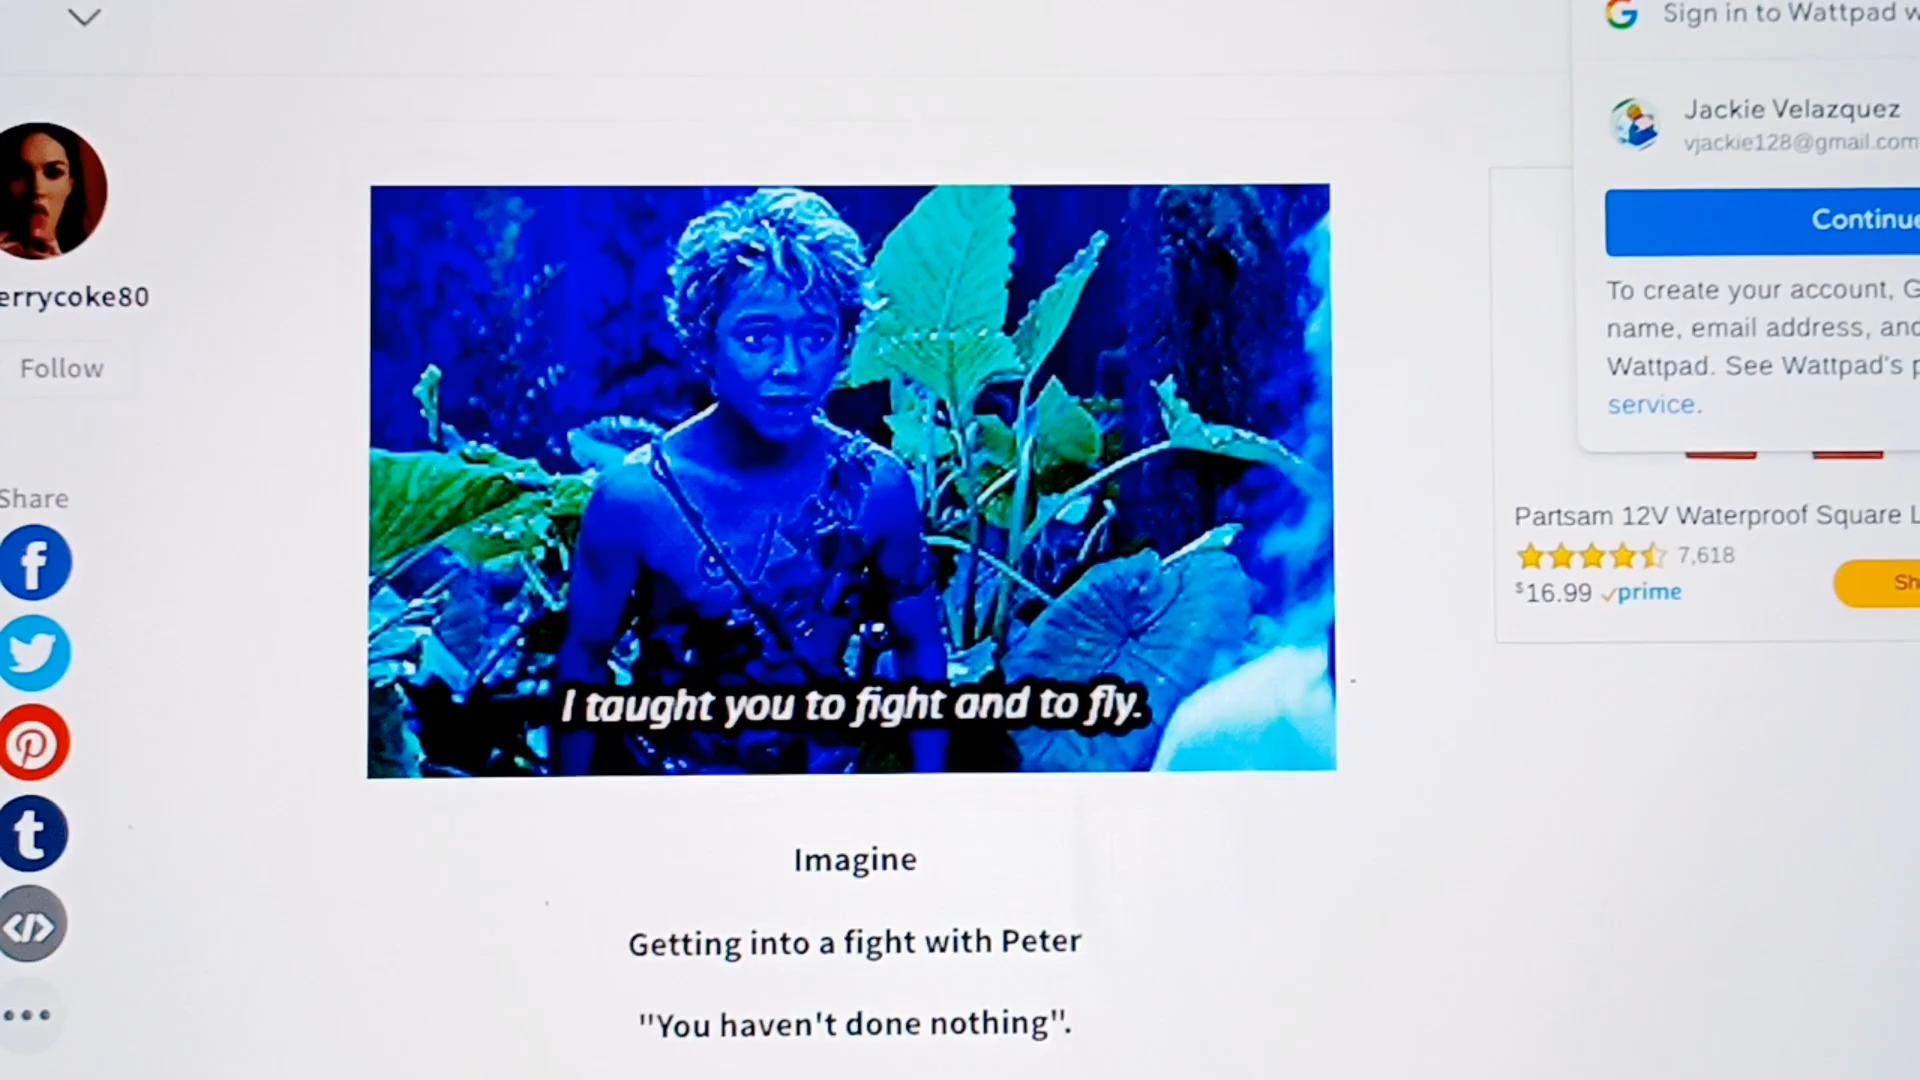 Sign in to Wattpad w
Jackie Velazquez
vjackie128@gmail.com
Continue
To create your account, G
name, email address, and
Wattpad. See Wattpad's p
service.
errycoke80
Follow
Share
I taught you to fight and to fly.
Partsam 12V Waterproof Square L
7,618
$16.99 prime
Sh
Imagine
Getting into a fight with Peter
"You haven't done nothing".